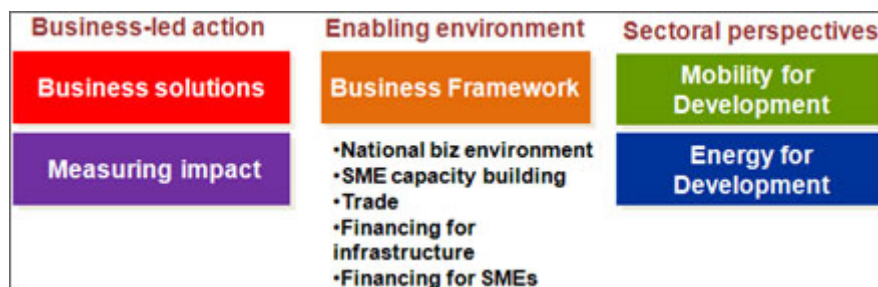 Business-led action
Business solutions
Measuring impact
Enabling environment
Business Framework
•National biz environment
•SME capacity building
•Trade
•Financing for
infrastructure
•Financing for SMEs
Sectoral perspectives
Mobility for
Development
Energy for
Development